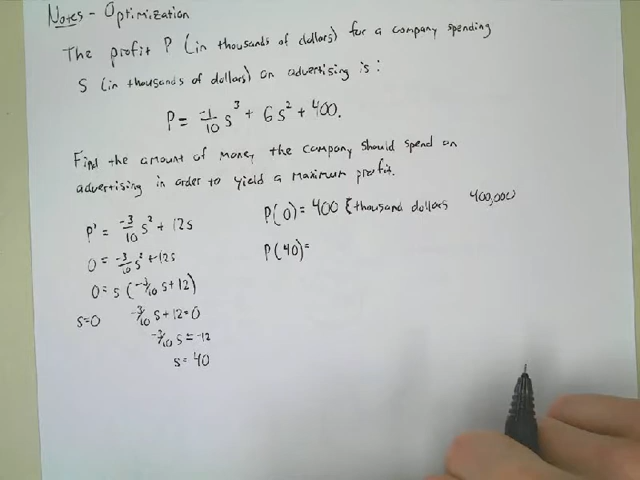 Notes - Optimization
The profit P (in thousands of dollars) for a company spending
S (in thousands of dollars) on advertising is:
P = -1/10 s³ + 6s² + 400.
Find the amount of money the company should spend on
advertising in order to yield a maximum profit.
P' = -3/10 s² + 12s
0 = -3/10 s² + 12s
0 = s (-3/10 s + 12)
s=0 -3/10 s + 12 = 0
-3/10 s = -12
s = 40
P(0) = 400 {thousand dollars 400,000
P(40) =